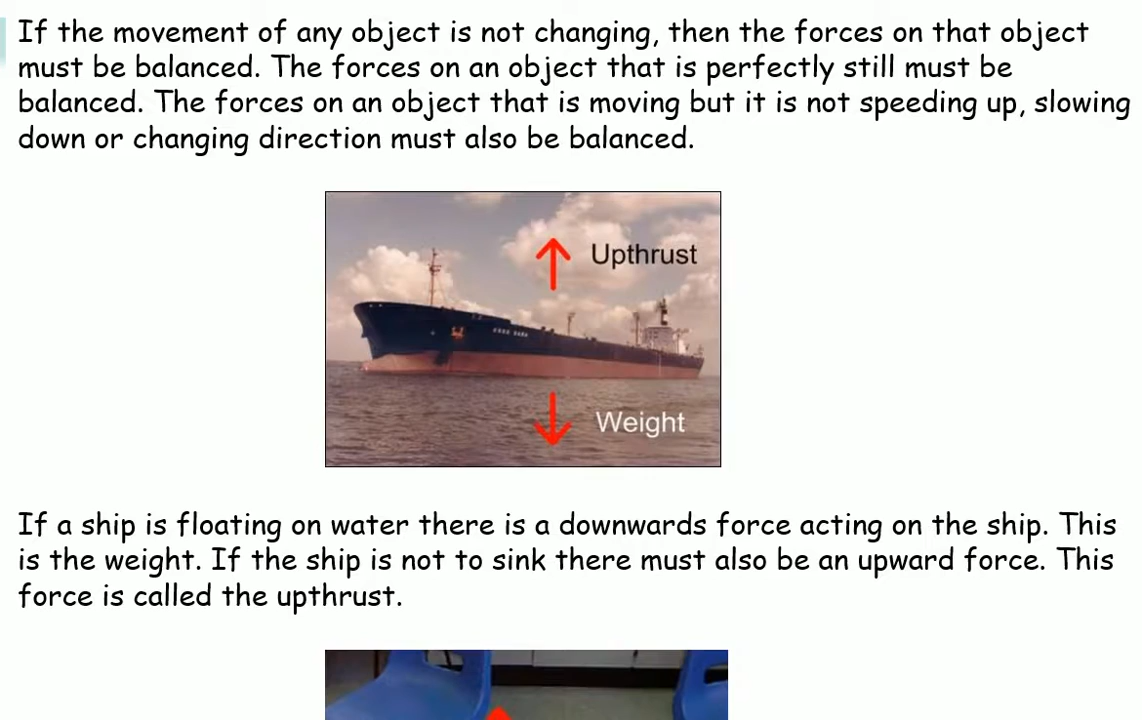 If the movement of any object is not changing, then the forces on that object
must be balanced. The forces on an object that is perfectly still must be
balanced. The forces on an object that is moving but it is not speeding up, slowing
down or changing direction must also be balanced.
Upthrust
Weight
If a ship is floating on water there is a downwards force acting on the ship. This
is the weight. If the ship is not to sink there must also be an upward force. This
force is called the upthrust.